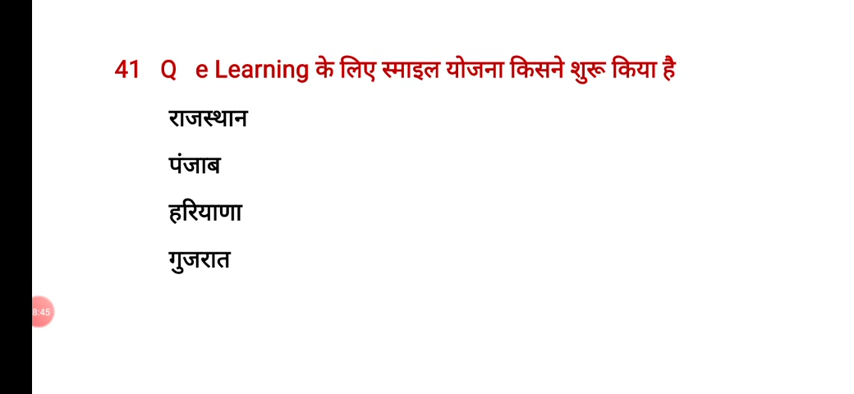 41 Q e Learning के लिए स्माइल योजना किसने शुरू किया है
राजस्थान
पंजाब
हरियाणा
गुजरात
8:45